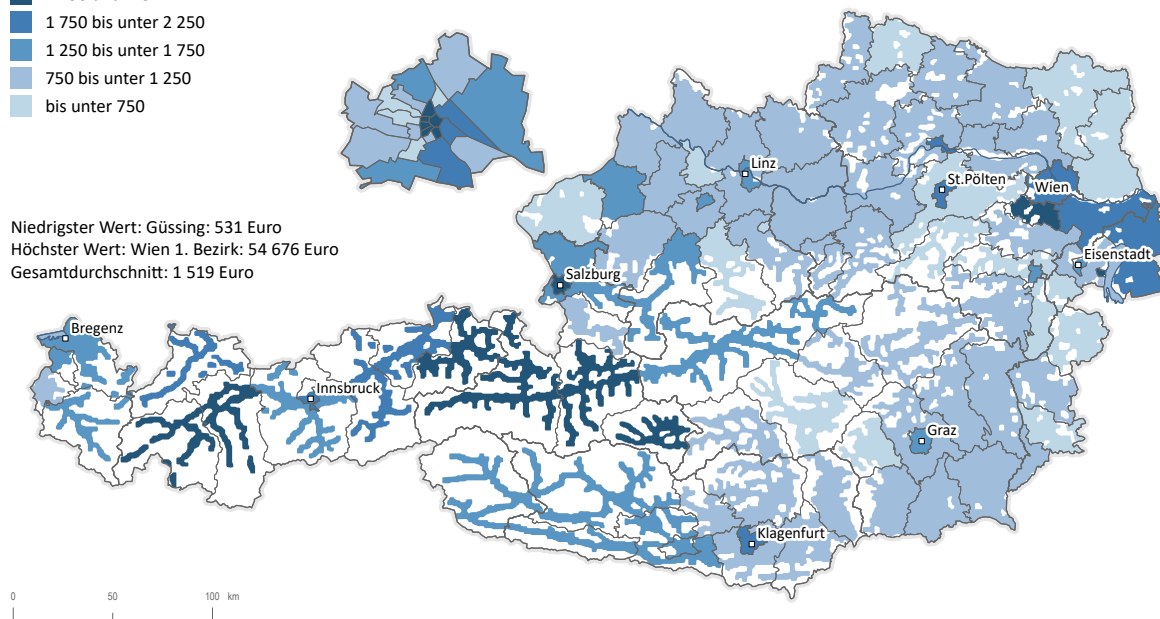 1 750 bis unter 2 250
1 250 bis unter 1 750
750 bis unter 1 250
bis unter 750
Linz
St.Pölten
Wien
Niedrigster Wert: Güssing: 531 Euro
Höchster Wert: Wien 1. Bezirk: 54 676 Euro
Gesamtdurchschnitt: 1 519 Euro
Eisenstadt
Salzburg
Bregenz
Innsbruck
Graz
Klagenfurt
0 50 100 km